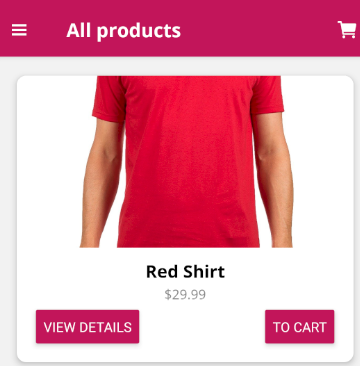 All products
Red Shirt
$29.99
VIEW DETAILS
TO CART